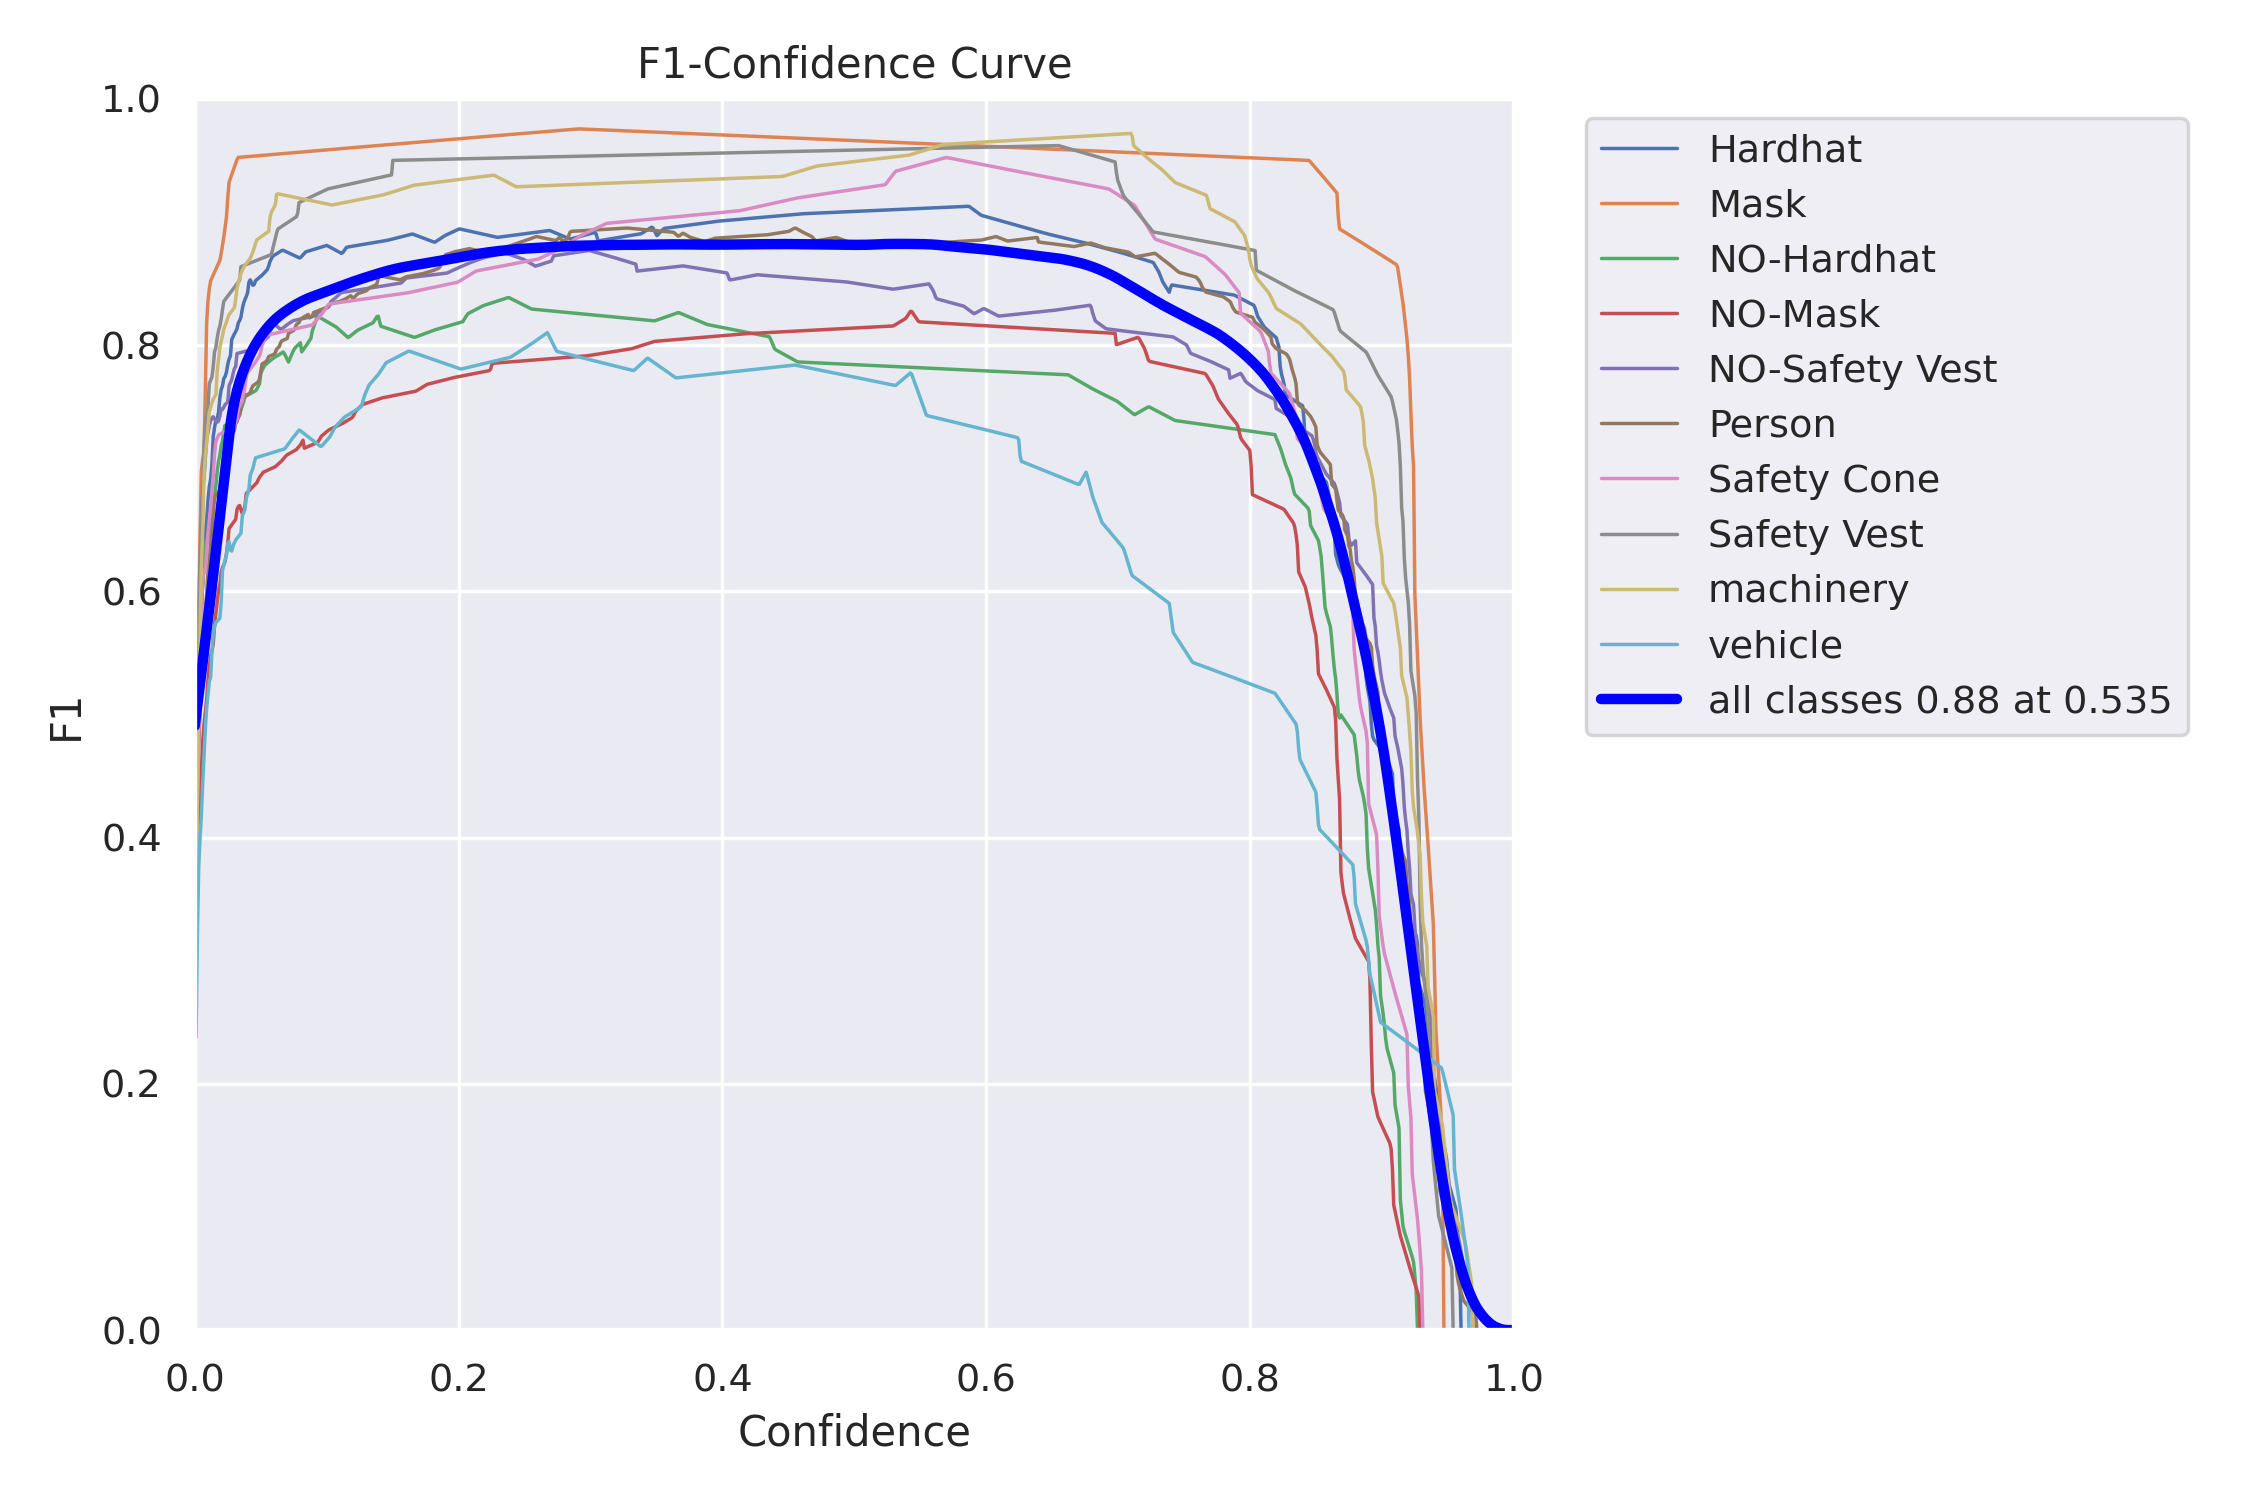 F1-Confidence Curve
1.0
0.8
0.6
0.4
0.2
0.0
F1
0.0 0.2 0.4 0.6 0.8 1.0
Confidence
Hardhat
Mask
NO-Hardhat
NO-Mask
NO-Safety Vest
Person
Safety Cone
Safety Vest
machinery
vehicle
all classes 0.88 at 0.535